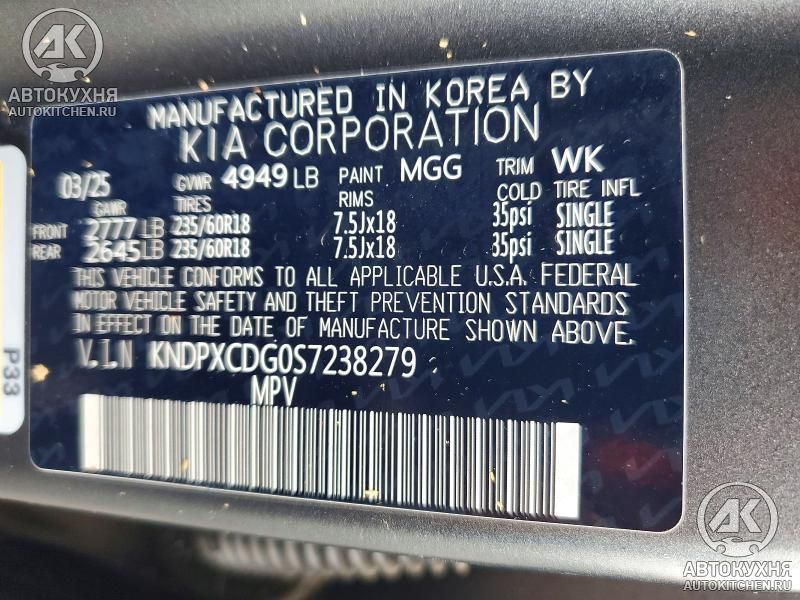 АК
АВТОКУХНЯ
AUTOKITCHEN.RU
MANUFACTURED IN KOREA BY
KIA CORPORATION
03/25 GVWR 4949 LB PAINT MGG TRIM WK
GAWR TIRES RIMS COLD TIRE INFL
FRONT 2777 LB 235/60R18 7.5Jx18 35psi SINGLE
REAR 2645 LB 235/60R18 7.5Jx18 35psi SINGLE
THIS VEHICLE CONFORMS TO ALL APPLICABLE U.S.A. FEDERAL
MOTOR VEHICLE SAFETY AND THEFT PREVENTION STANDARDS
IN EFFECT ON THE DATE OF MANUFACTURE SHOWN ABOVE.
V.I.N KNDPXCDG0S7238279
MPV
P33
АК
АВТОКУХНЯ
AUTOKITCHEN.RU